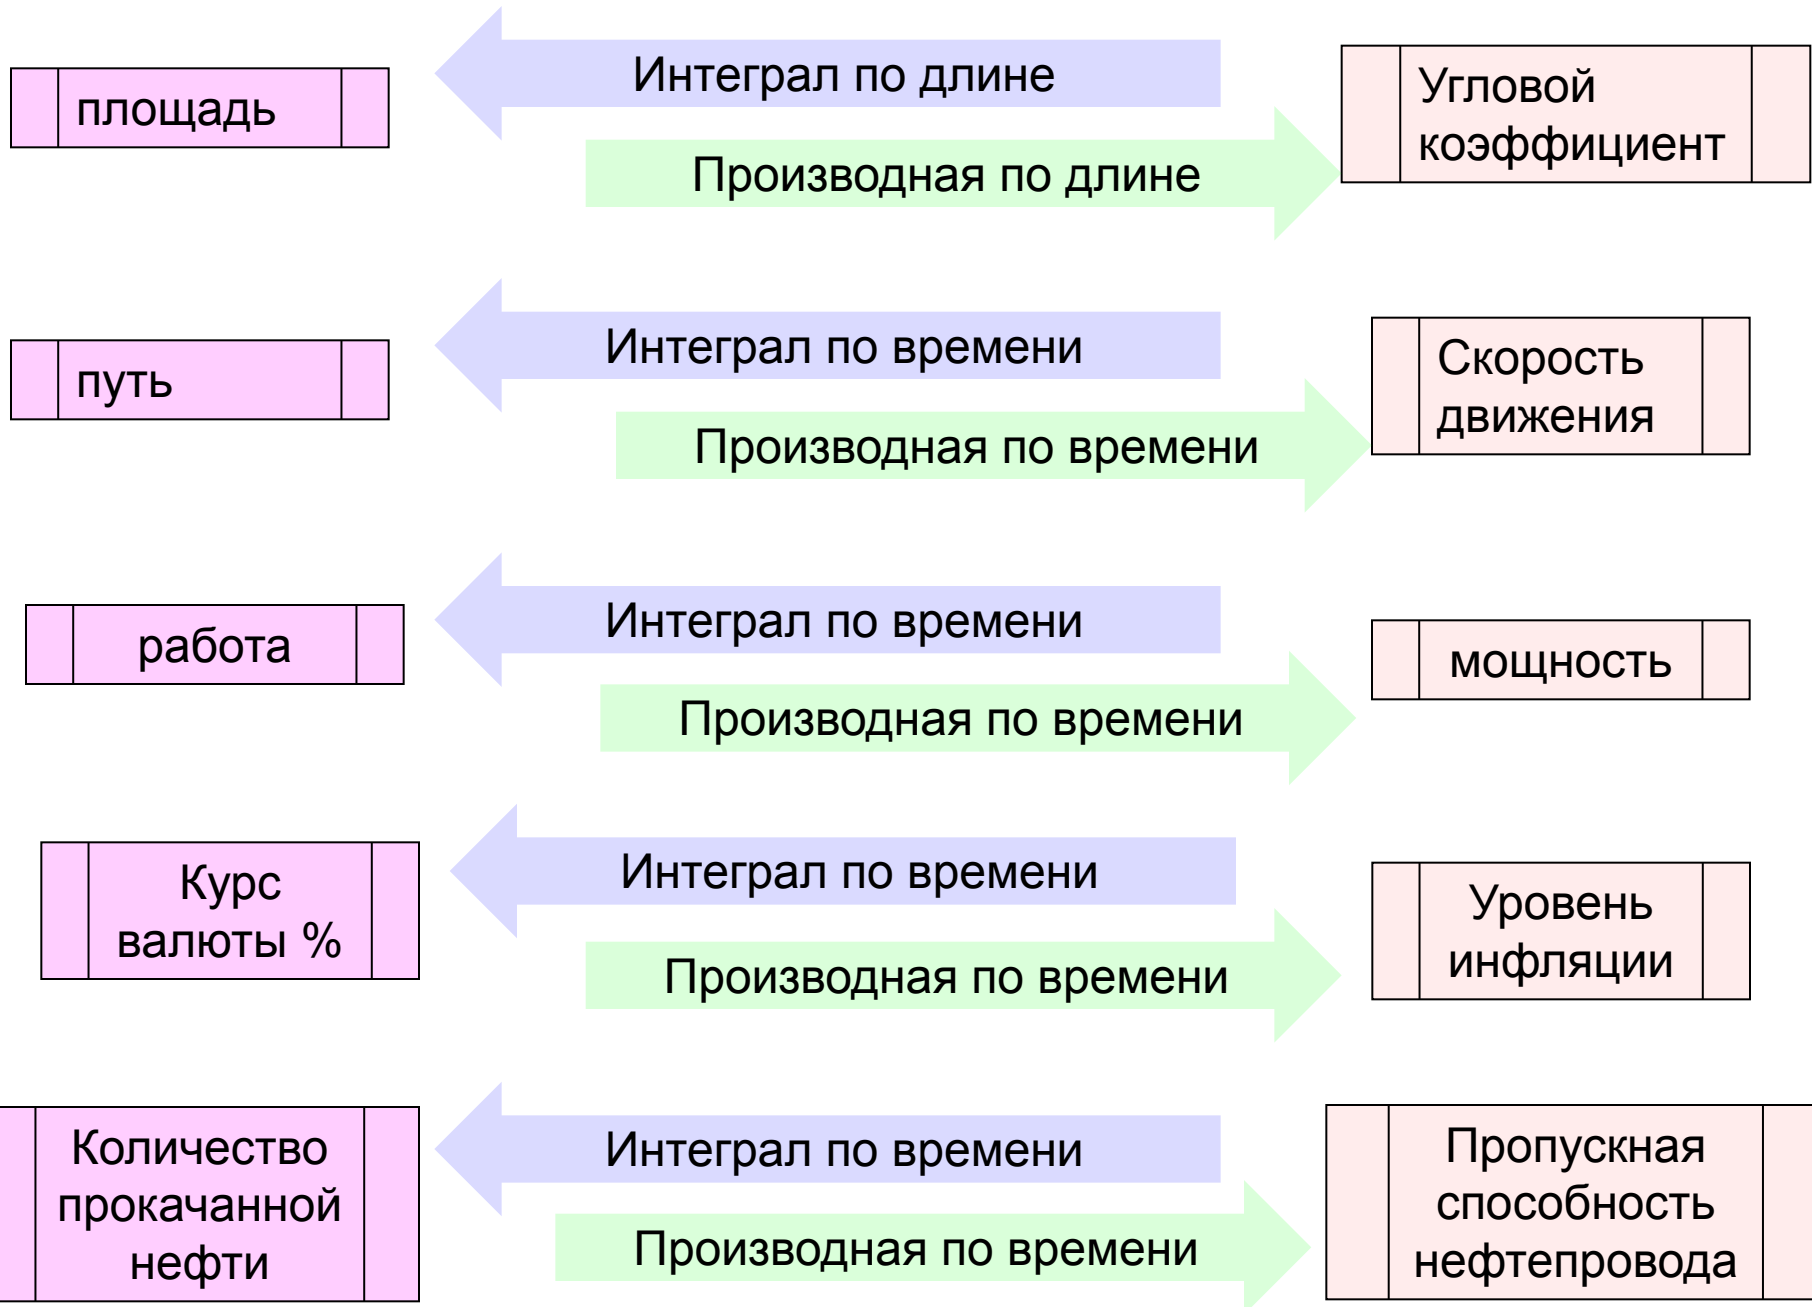 площадь
Интеграл по длине
Производная по длине
Угловой
коэффициент
путь
Интеграл по времени
Производная по времени
Скорость
движения
работа
Интеграл по времени
Производная по времени
мощность
Курс
валюты %
Интеграл по времени
Производная по времени
Уровень
инфляции
Количество
прокачанной
нефти
Интеграл по времени
Производная по времени
Пропускная
способность
нефтепровода